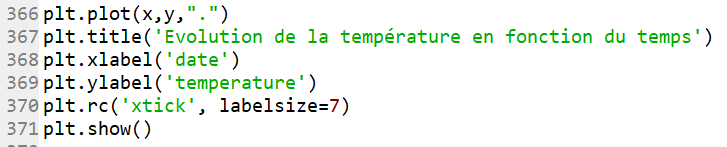 366 plt.plot(x,y,".")
367 plt.title('Evolution de la température en fonction du temps')
368 plt.xlabel('date')
369 plt.ylabel('temperature')
370 plt.rc('xtick', labelsize=7)
371 plt.show()